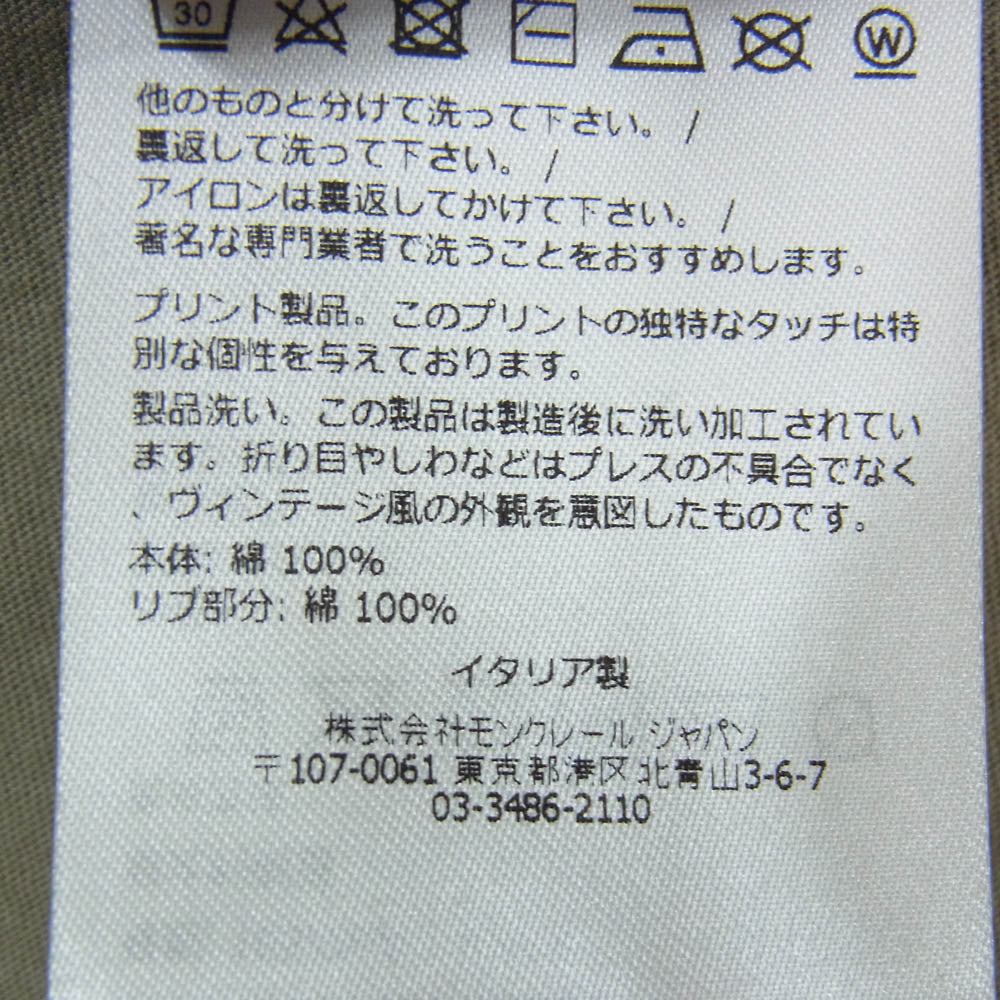 30
W
他のものと分けて洗って下さい。 /
裏返して洗って下さい。 /
アイロンは裏返してかけて下さい。 /
著名な専門業者で洗うことをおすすめします。
プリント製品。このプリントの独特なタッチは特
別な個性を与えております。
製品洗い。この製品は製造後に洗い加工されてい
ます。折り目やしわなどはプレスの不具合でなく
、ヴィンテージ風の外観を意図したものです。
本体: 綿 100%
リブ部分: 綿 100%
イタリア製
株式会社モンクレール ジャパン
〒107-0061 東京都港区北青山3-6-7
03-3486-2110